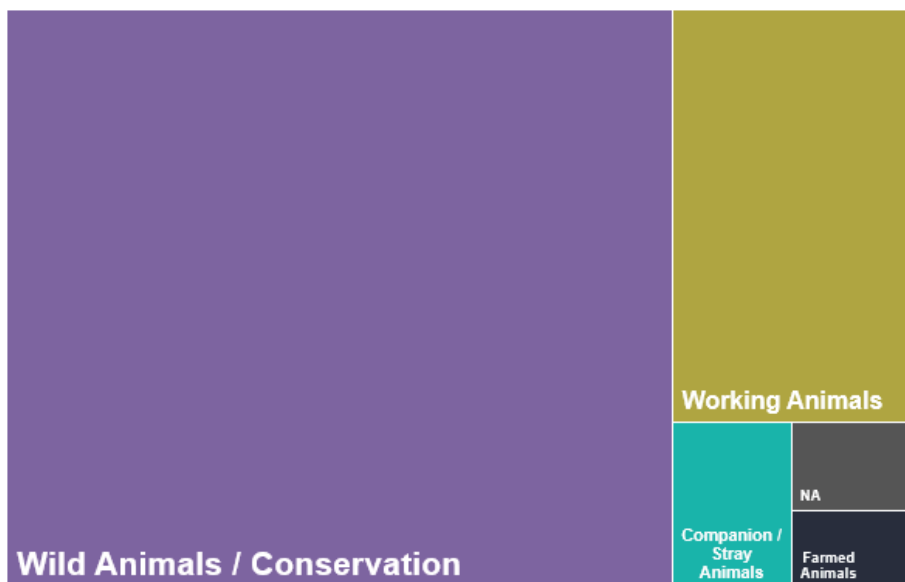 Wild Animals / Conservation
Working Animals
Companion /
Stray
Animals
NA
Farmed
Animals